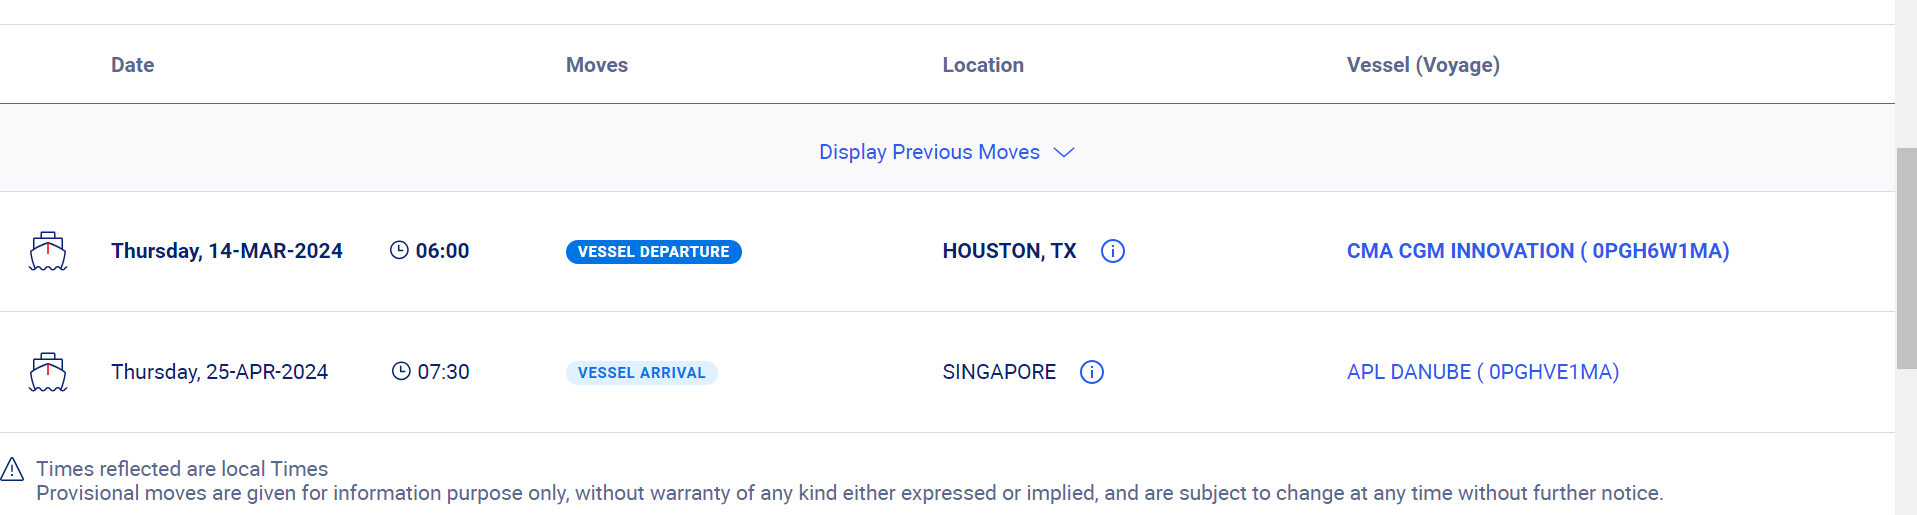 Date Moves Location Vessel (Voyage)
Display Previous Moves
Thursday, 14-MAR-2024 06:00 VESSEL DEPARTURE HOUSTON, TX CMA CGM INNOVATION ( 0PGH6W1MA)
Thursday, 25-APR-2024 07:30 VESSEL ARRIVAL SINGAPORE APL DANUBE ( 0PGHVE1MA)
Times reflected are local Times
Provisional moves are given for information purpose only, without warranty of any kind either expressed or implied, and are subject to change at any time without further notice.